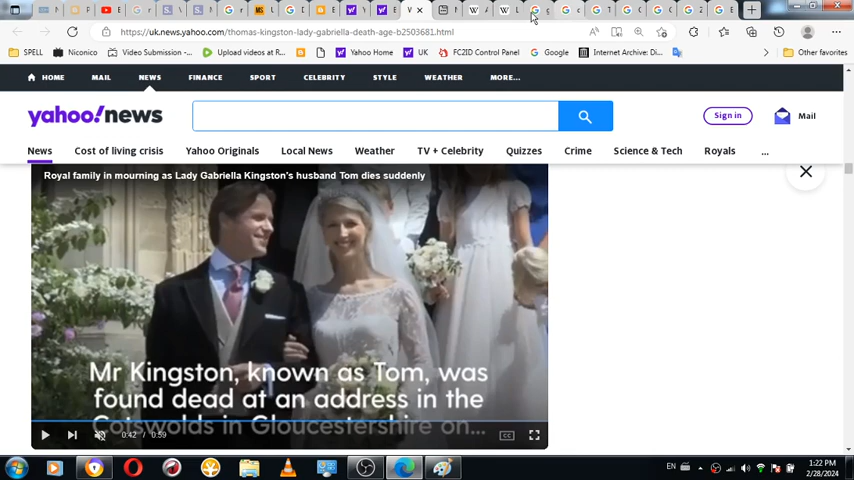 https://uk.news.yahoo.com/thomas-kingston-lady-gabriella-death-age-b2503681.html
SPELL Niconico Video Submission -... Upload videos at R... Blogger Yahoo Home UK FC2ID Control Panel Google Internet Archive: Di... Other favorites
HOME MAIL NEWS FINANCE SPORT CELEBRITY STYLE WEATHER MORE...
yahoo!news Sign in Mail
News Cost of living crisis Yahoo Originals Local News Weather TV + Celebrity Quizzes Crime Science & Tech Royals ...
Royal family in mourning as Lady Gabriella Kingston's husband Tom dies suddenly
Mr Kingston, known as Tom, was
found dead at an address in the
Cotswolds in Gloucestershire on...
0:42 / 0:59
EN 1:22 PM
2/28/2024